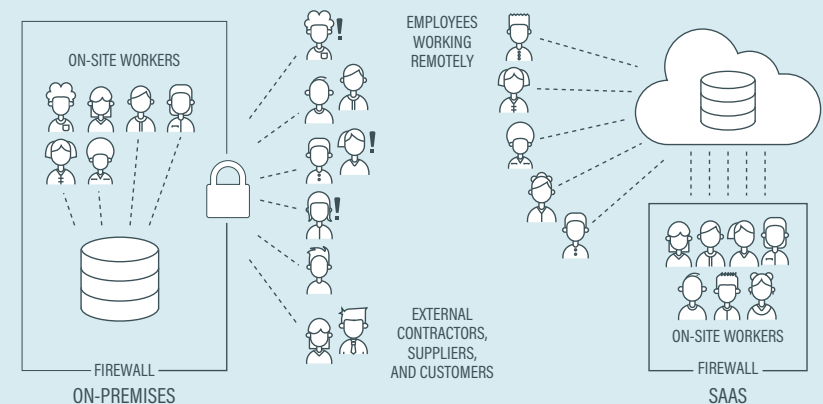 ON-SITE WORKERS
!
!
!
FIREWALL
ON-PREMISES
EMPLOYEES
WORKING
REMOTELY
EXTERNAL
CONTRACTORS,
SUPPLIERS,
AND CUSTOMERS
ON-SITE WORKERS
FIREWALL
SAAS